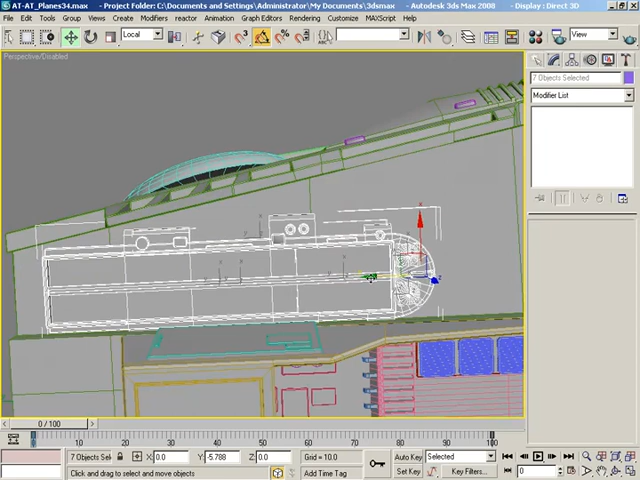 AT-AT_Planes34.max - Project Folder: C:\Documents and Settings\Administrator\My Documents\3dsmax - Autodesk 3ds Max 2008 - Display : Direct 3D
File Edit Tools Group Views Create Modifiers reactor Animation Graph Editors Rendering Customize MAXScript Help
Local View
Perspective/Disabled
7 Objects Selected
Modifier List
0 / 100
0 10 20 30 40 50 60 70 80 90 100
7 Objects Sel X: 0.0 Y: -5.788 Z: 0.0 Grid = 10.0 Auto Key Selected
Click and drag to select and move objects Add Time Tag Set Key Key Filters... 0